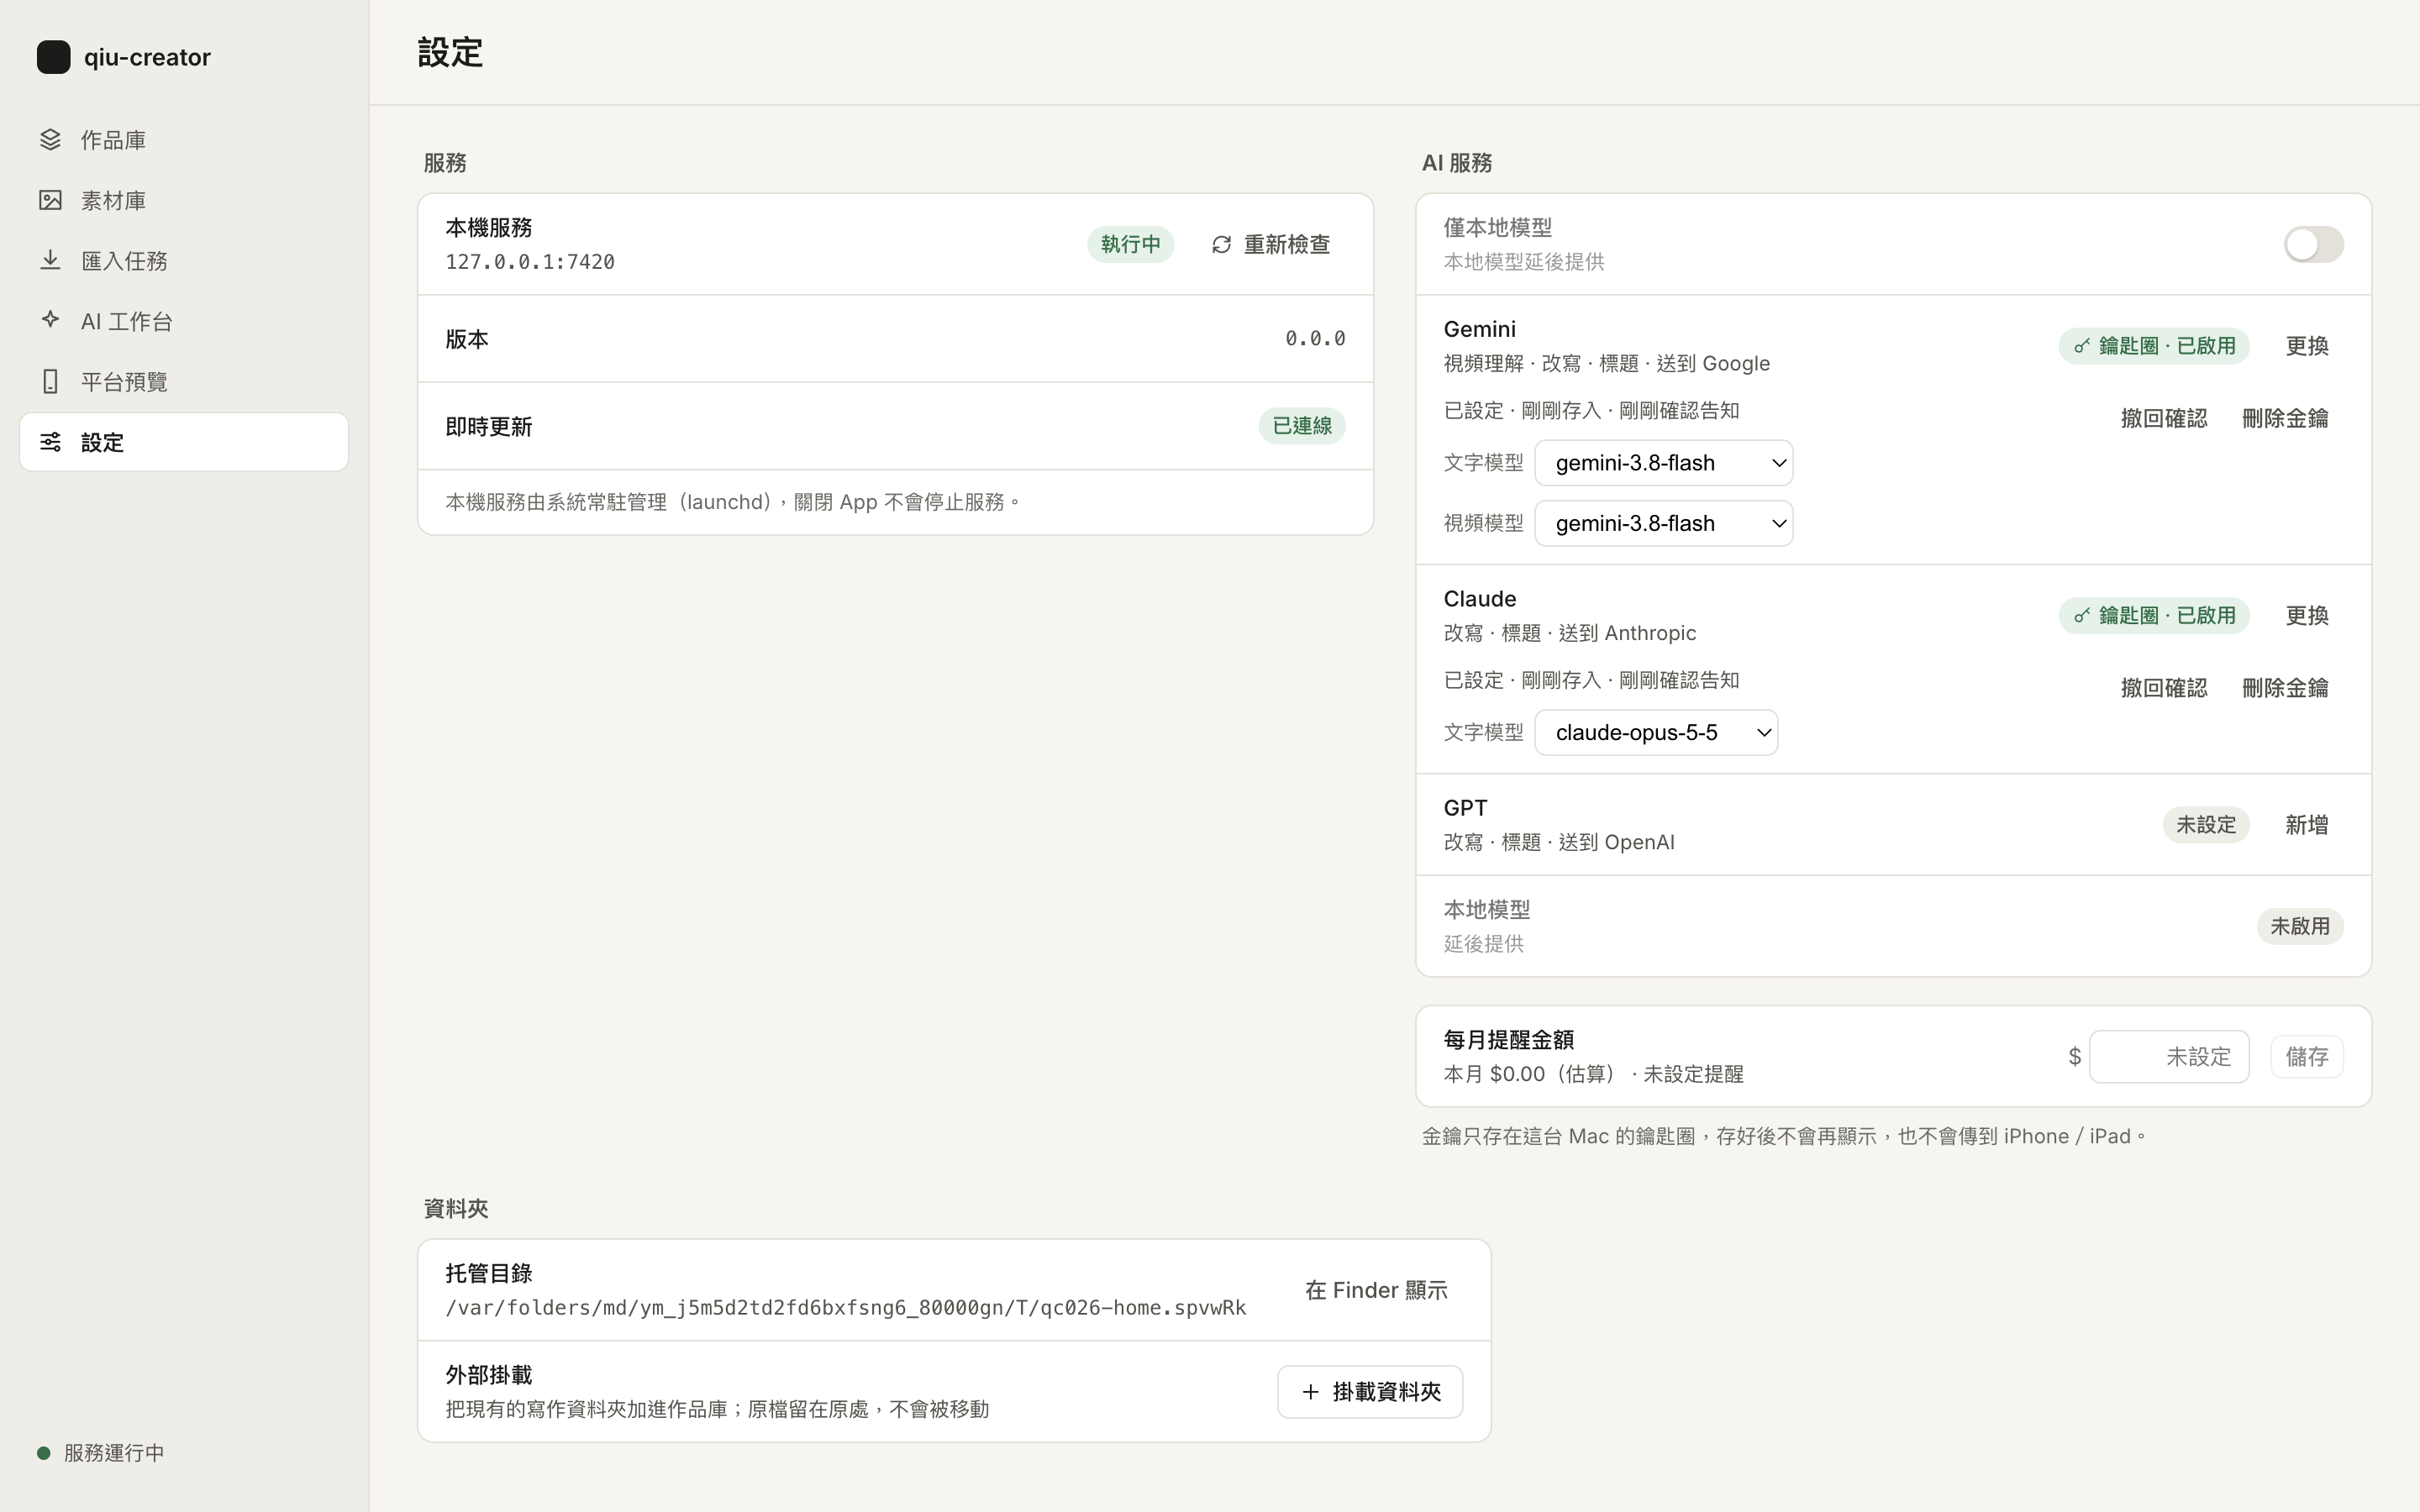 qiu-creator
作品庫
素材庫
匯入任務
AI 工作台
平台預覽
設定
服務運行中
設定
服務
本機服務
127.0.0.1:7420
執行中
重新檢查
版本
0.0.0
即時更新
已連線
本機服務由系統常駐管理（launchd），關閉 App 不會停止服務。
AI 服務
僅本地模型
本地模型延後提供
Gemini
視頻理解 · 改寫 · 標題 · 送到 Google
鑰匙圈 · 已啟用
更換
已設定 · 剛剛存入 · 剛剛確認告知
撤回確認
刪除金鑰
文字模型
gemini-3.8-flash
視頻模型
gemini-3.8-flash
Claude
改寫 · 標題 · 送到 Anthropic
鑰匙圈 · 已啟用
更換
已設定 · 剛剛存入 · 剛剛確認告知
撤回確認
刪除金鑰
文字模型
claude-opus-5-5
GPT
改寫 · 標題 · 送到 OpenAI
未設定
新增
本地模型
延後提供
未啟用
每月提醒金額
本月 $0.00（估算） · 未設定提醒
$
未設定
儲存
金鑰只存在這台 Mac 的鑰匙圈，存好後不會再顯示，也不會傳到 iPhone / iPad。
資料夾
托管目錄
/var/folders/md/ym_j5m5d2td2fd6bxfsng6_80000gn/T/qc026-home.spvwRk
在 Finder 顯示
外部掛載
把現有的寫作資料夾加進作品庫；原檔留在原處，不會被移動
掛載資料夾